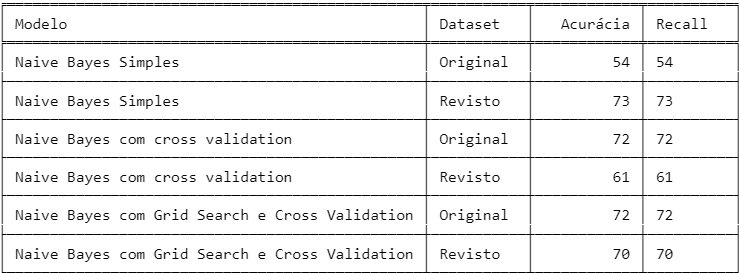 Modelo Dataset Acurácia Recall
Naive Bayes Simples Original 54 54
Naive Bayes Simples Revisto 73 73
Naive Bayes com cross validation Original 72 72
Naive Bayes com cross validation Revisto 61 61
Naive Bayes com Grid Search e Cross Validation Original 72 72
Naive Bayes com Grid Search e Cross Validation Revisto 70 70